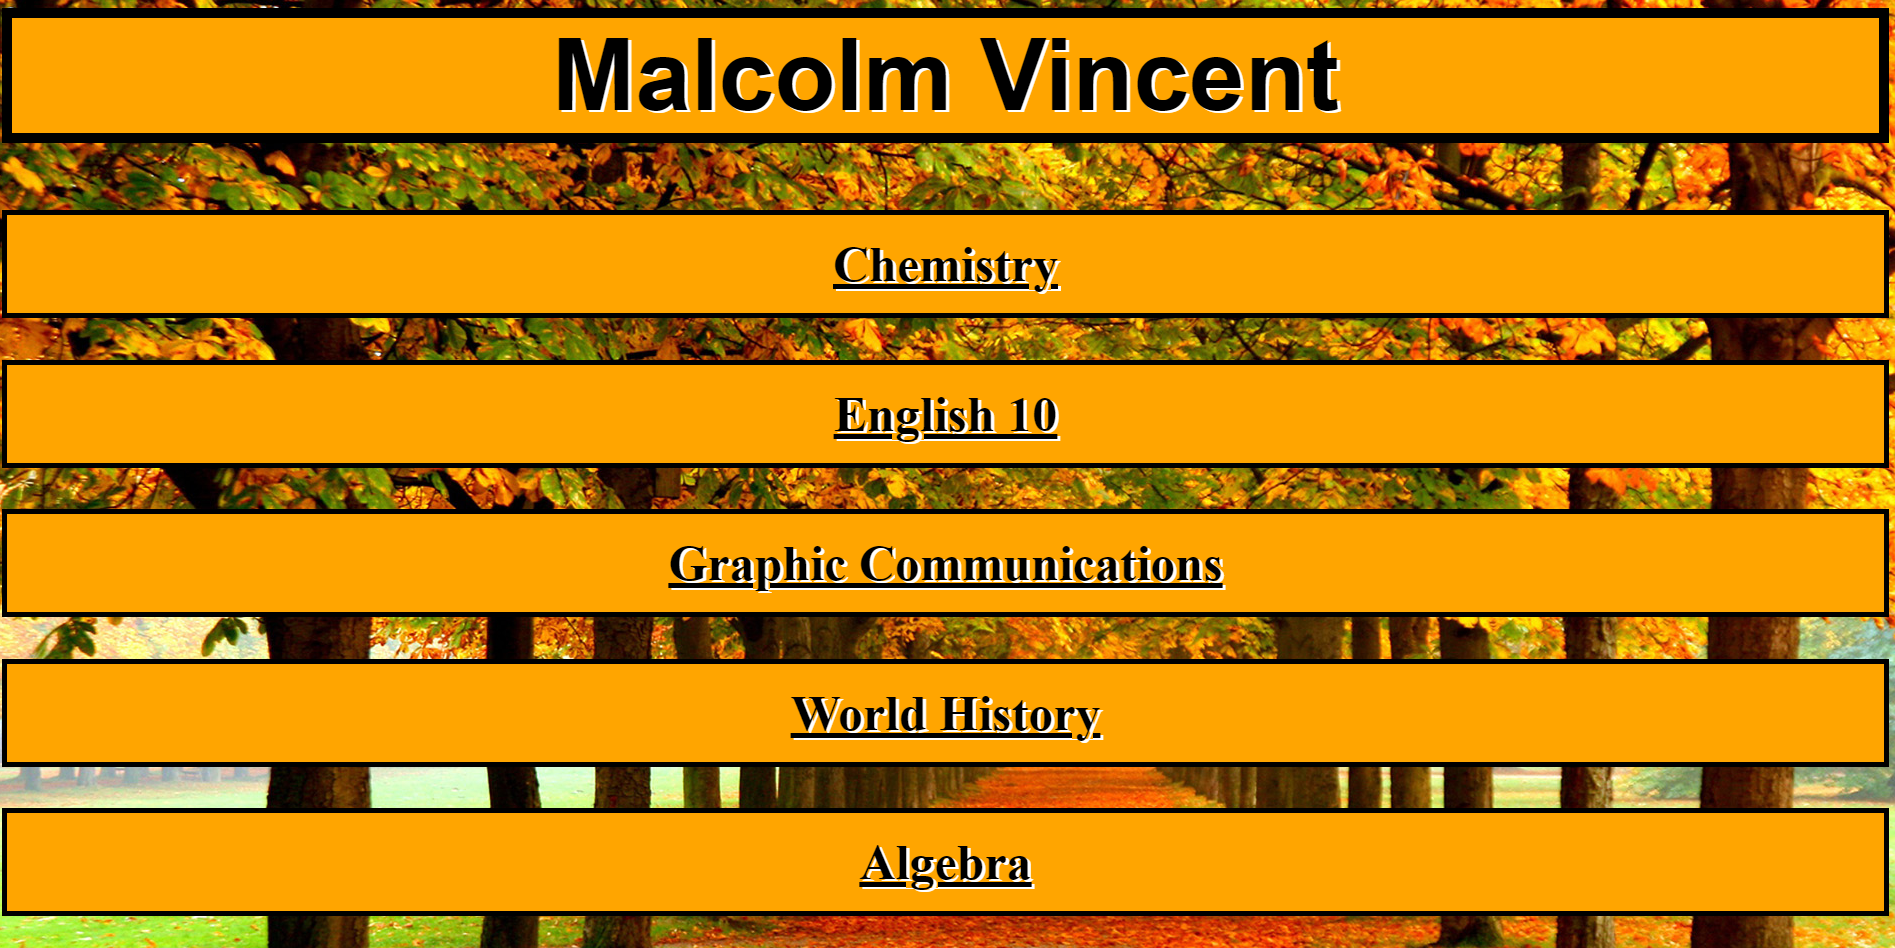 Malcolm Vincent
Chemistry
English 10
Graphic Communications
World History
Algebra